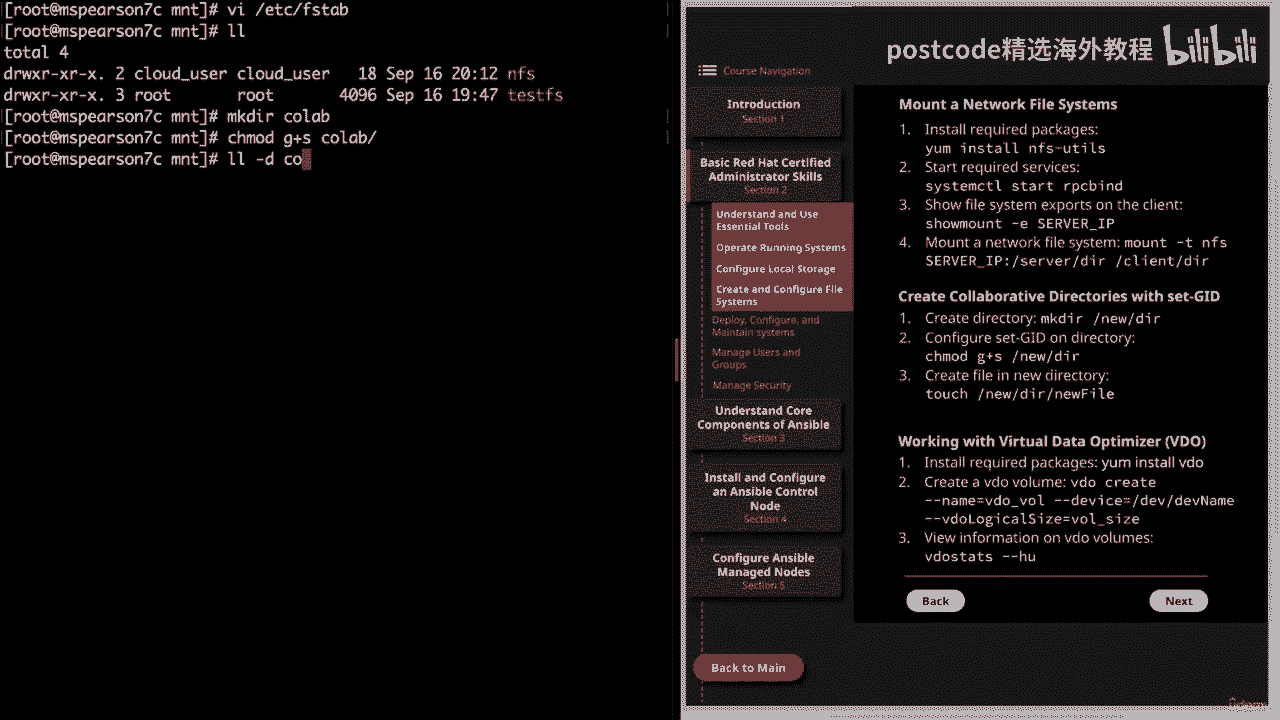 [root@mspearson7c mnt]# vi /etc/fstab
[root@mspearson7c mnt]# ll
total 4
drwxr-xr-x. 2 cloud_user cloud_user   18 Sep 16 20:12 nfs
drwxr-xr-x. 3 root       root       4096 Sep 16 19:47 testfs
[root@mspearson7c mnt]# mkdir colab
[root@mspearson7c mnt]# chmod g+s colab/
[root@mspearson7c mnt]# ll -d co
postcode精选海外教程 bilibili
Course Navigation
Introduction
Section 1
Basic Red Hat Certified
Administrator Skills
Section 2
Understand and Use
Essential Tools
Operate Running Systems
Configure Local Storage
Create and Configure File
Systems
Deploy, Configure, and
Maintain systems
Manage Users and
Groups
Manage Security
Understand Core
Components of Ansible
Section 3
Install and Configure
an Ansible Control
Node
Section 4
Configure Ansible
Managed Nodes
Section 5
Back to Main
Mount a Network File Systems
1. Install required packages:
yum install nfs-utils
2. Start required services:
systemctl start rpcbind
3. Show file system exports on the client:
showmount -e SERVER_IP
4. Mount a network file system: mount -t nfs
SERVER_IP:/server/dir /client/dir
Create Collaborative Directories with set-GID
1. Create directory: mkdir /new/dir
2. Configure set-GID on directory:
chmod g+s /new/dir
3. Create file in new directory:
touch /new/dir/newFile
Working with Virtual Data Optimizer (VDO)
1. Install required packages: yum install vdo
2. Create a vdo volume: vdo create
--name=vdo_vol --device=/dev/devName
--vdoLogicalSize=vol_size
3. View information on vdo volumes:
vdostats --hu
Back
Next